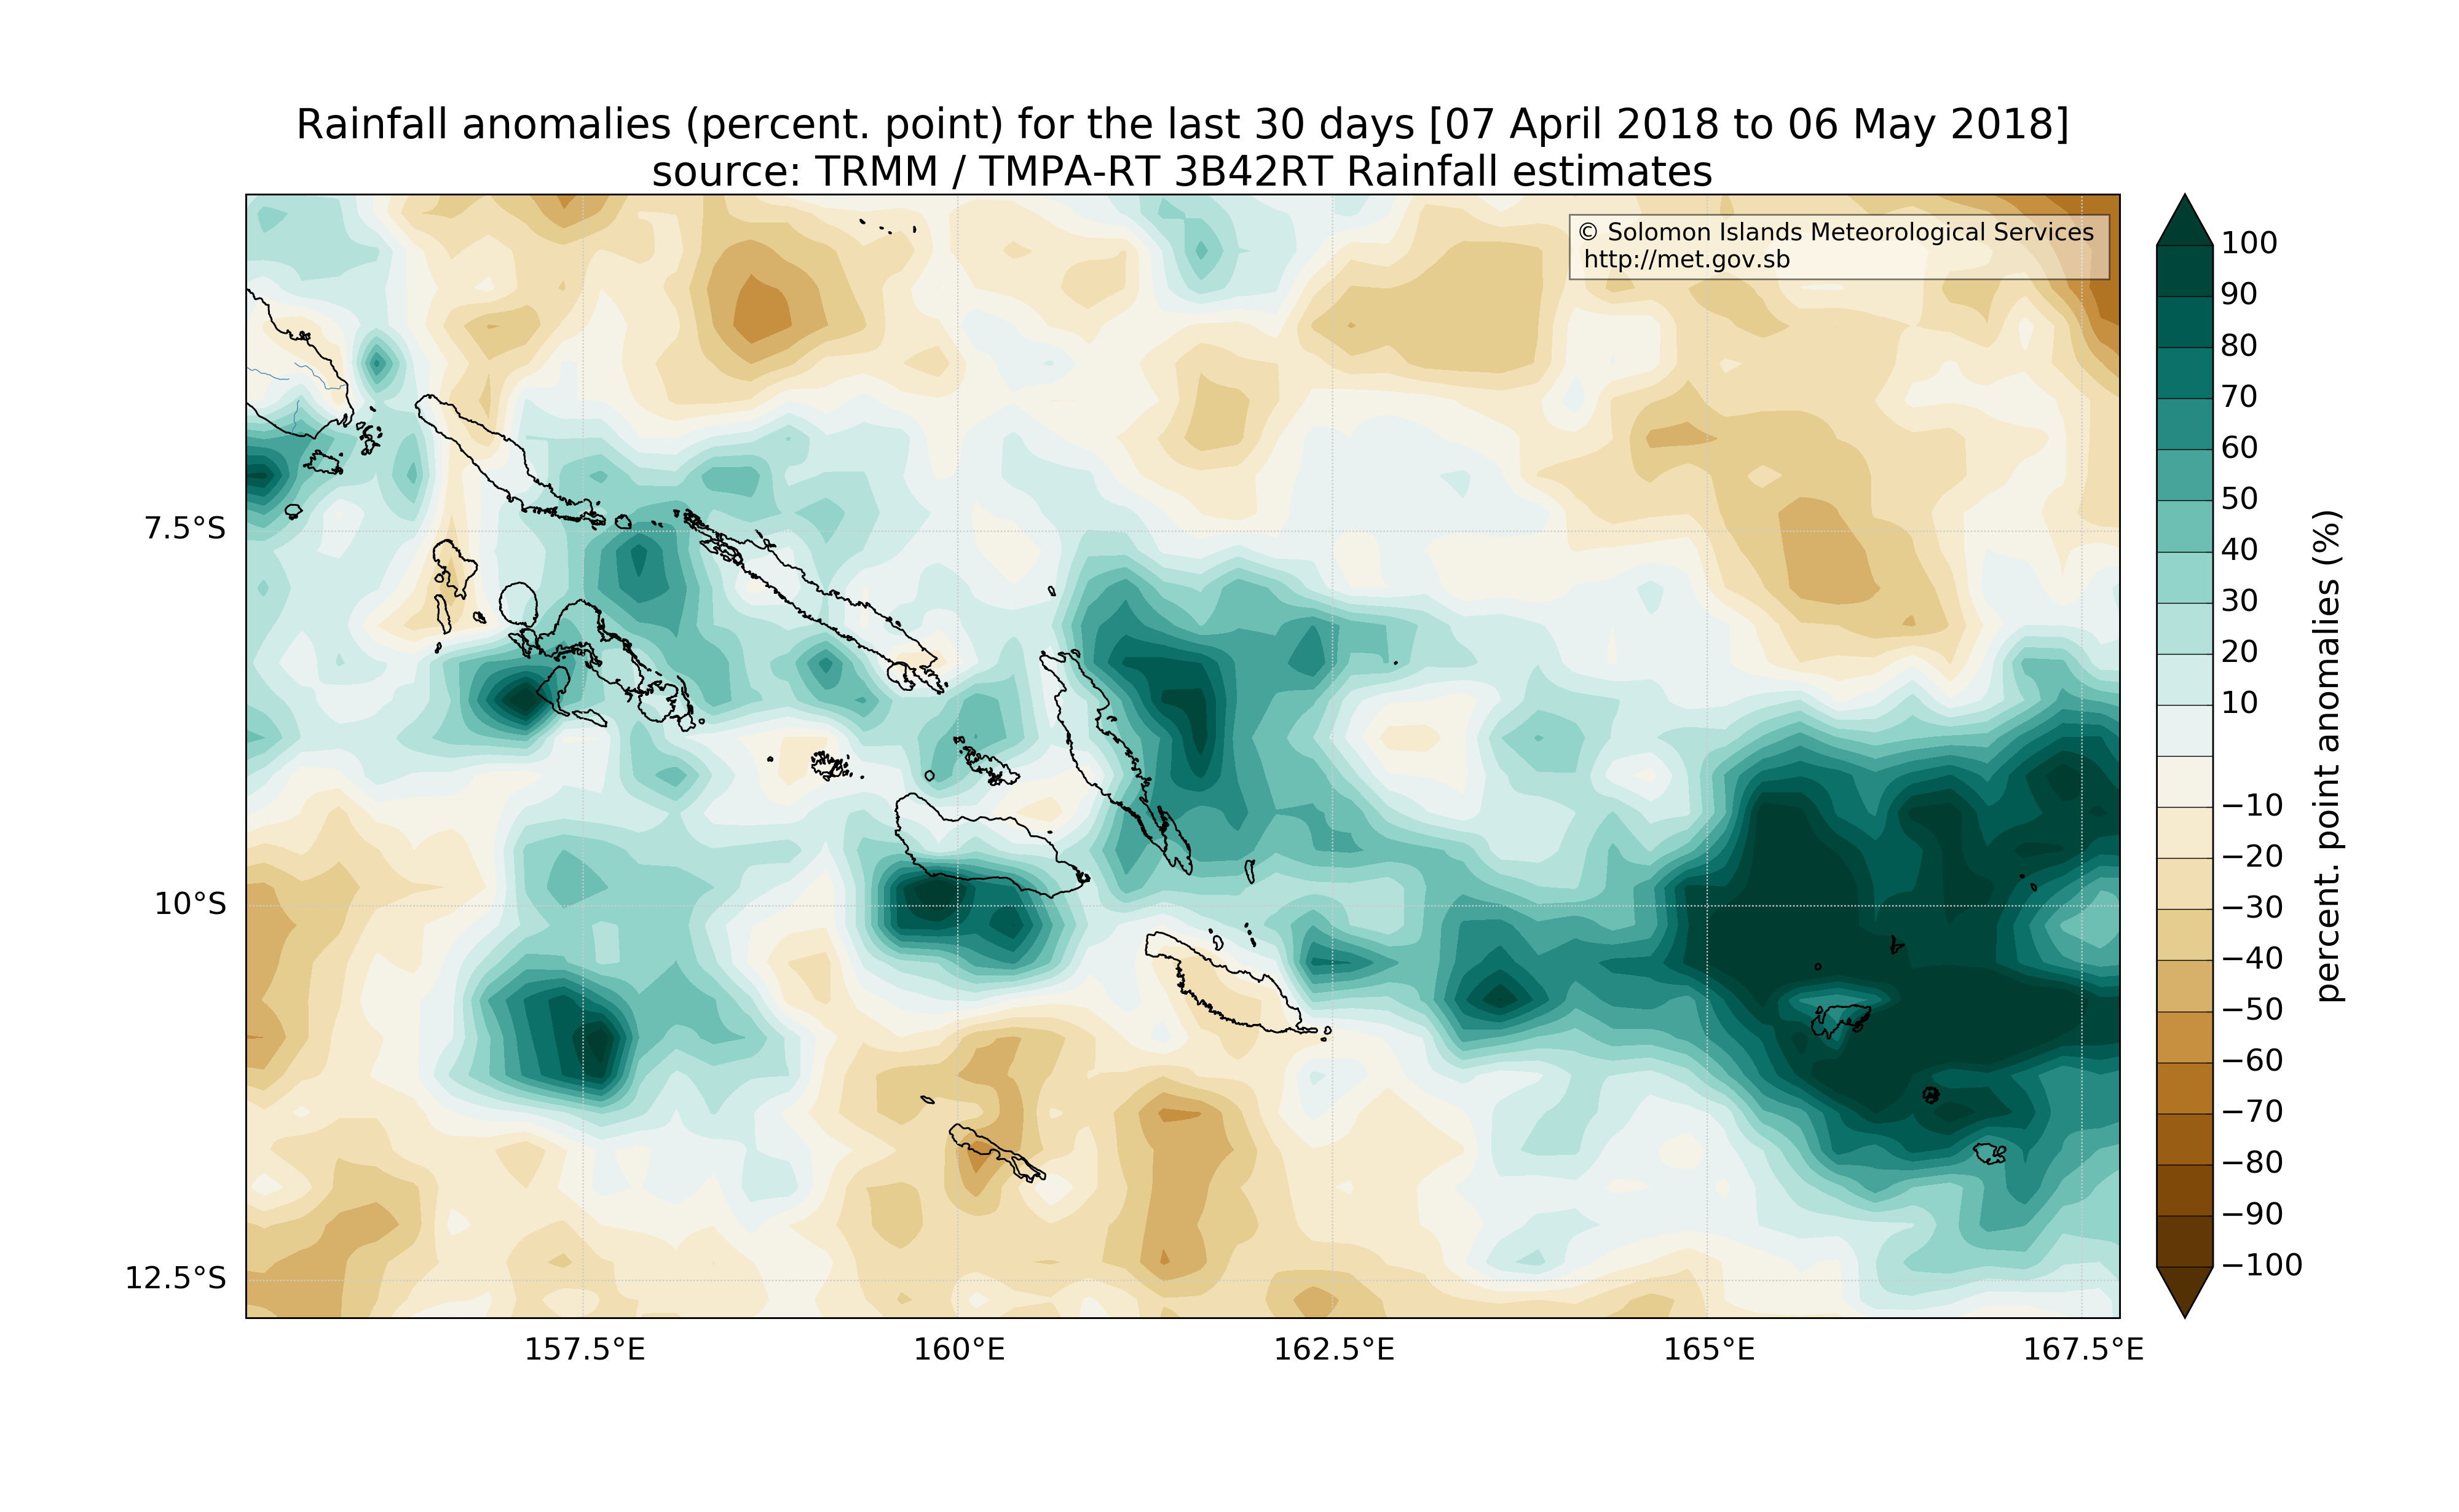 Rainfall anomalies (percent. point) for the last 30 days [07 April 2018 to 06 May 2018]
source: TRMM / TMPA-RT 3B42RT Rainfall estimates
© Solomon Islands Meteorological Services
http://met.gov.sb
7.5°S
10°S
12.5°S
157.5°E
160°E
162.5°E
165°E
167.5°E
100
90
80
70
60
50
40
30
20
10
−10
−20
−30
−40
−50
−60
−70
−80
−90
−100
percent. point anomalies (%)